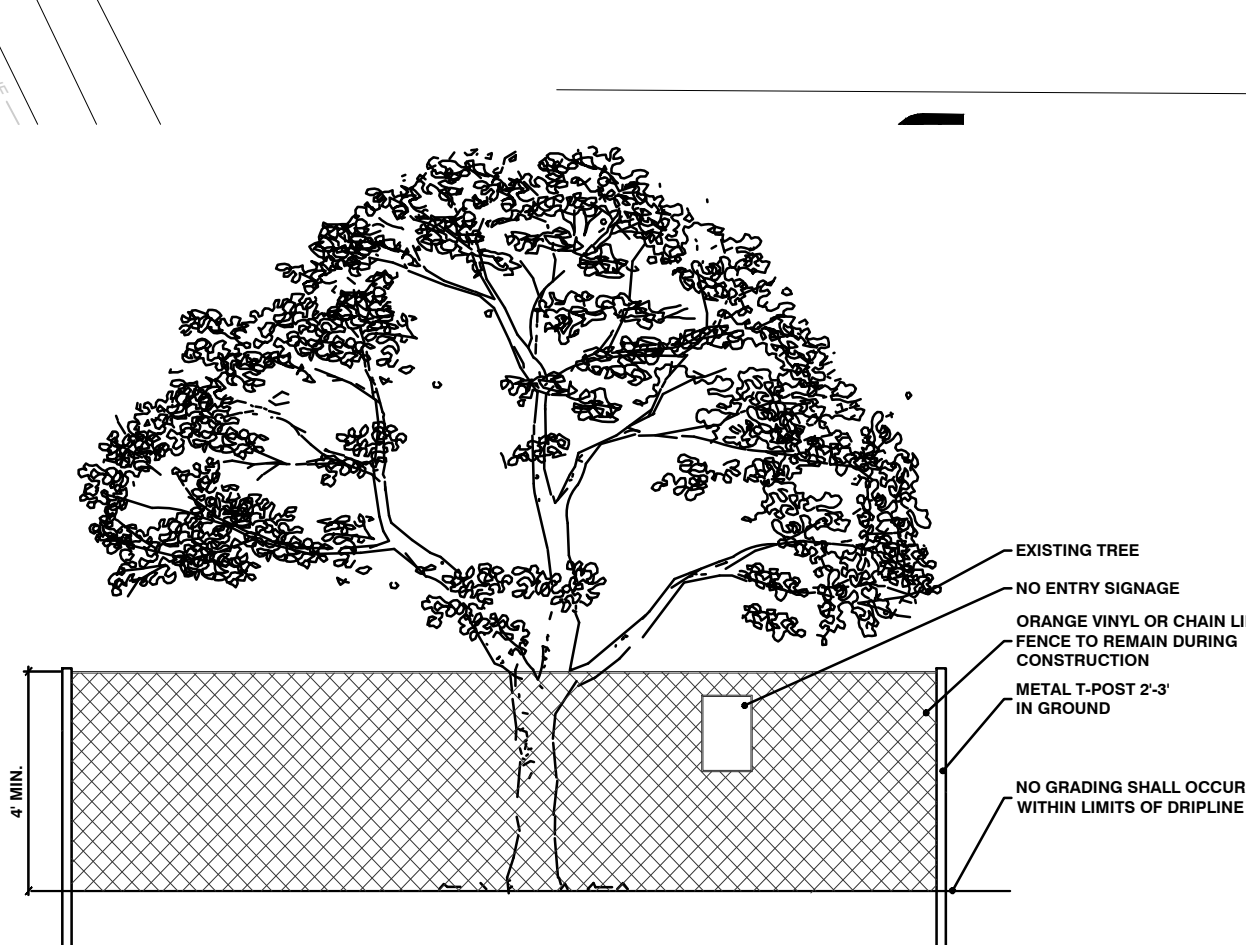 EXISTING TREE
NO ENTRY SIGNAGE
ORANGE VINYL OR CHAIN
FENCE TO REMAIN DURING
CONSTRUCTION
METAL T-POST 2'-3'
IN GROUND
4' MIN.
NO GRADING SHALL OCCUR
WITHIN LIMITS OF DRIPLINE